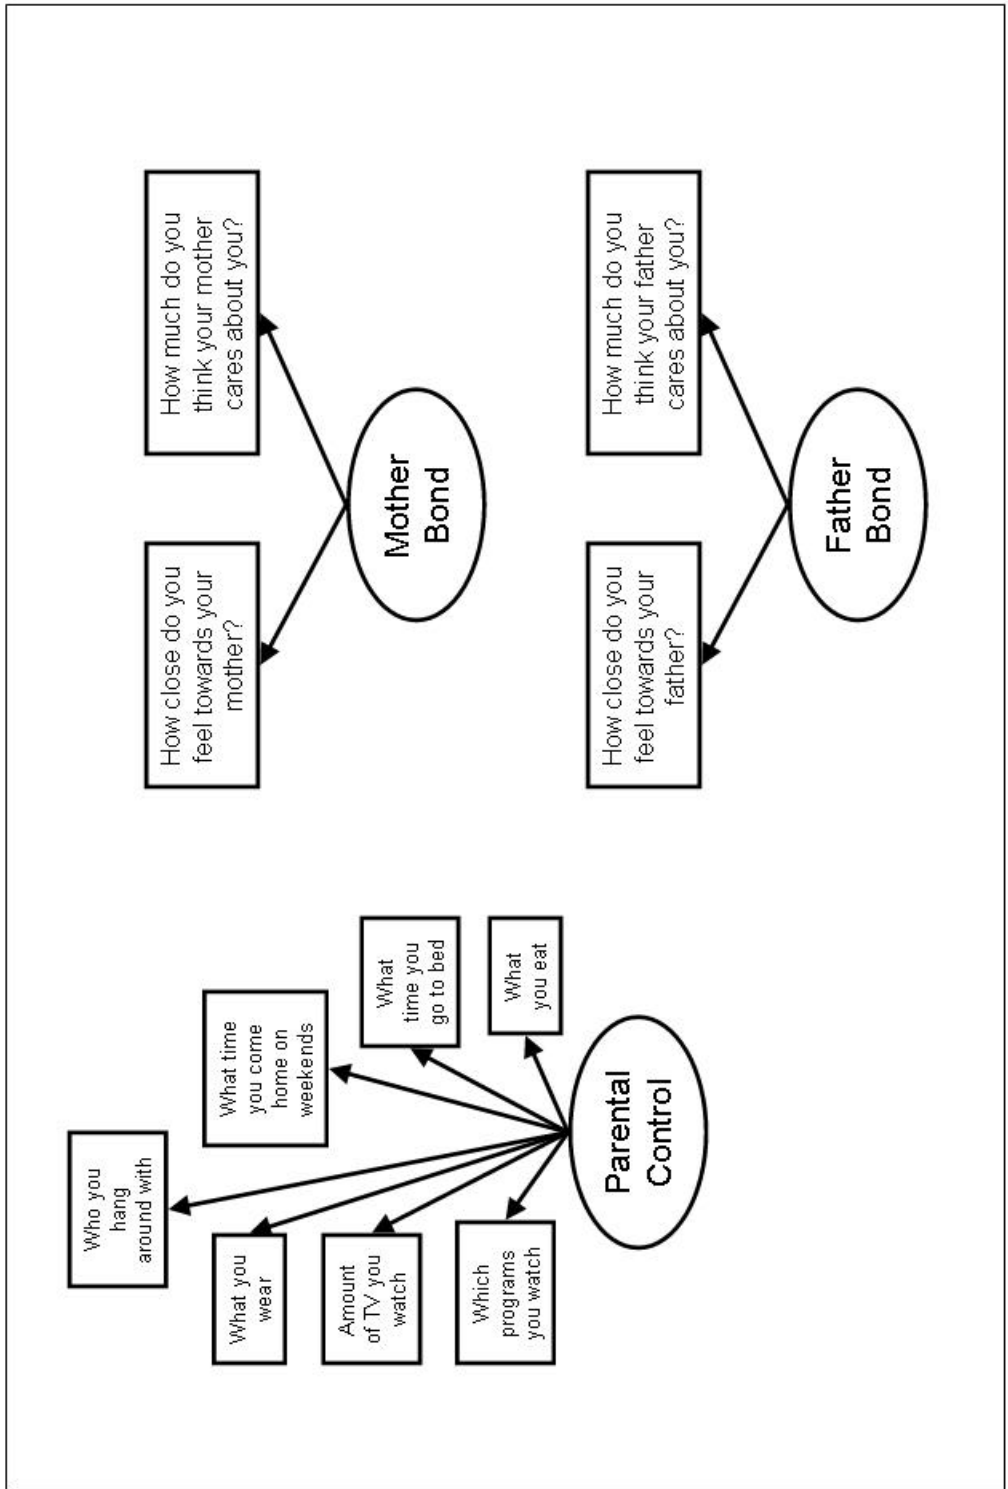 Who you
hang
around with
What you
wear
What time
you come
home on
weekends
Amount
of TV you
watch
What
time you
go to bed
Which
programs
you watch
What
you eat
Parental
Control
How close do you
feel towards your
mother?
How much do you
think your mother
cares about you?
Mother
Bond
How close do you
feel towards your
father?
How much do you
think your father
cares about you?
Father
Bond